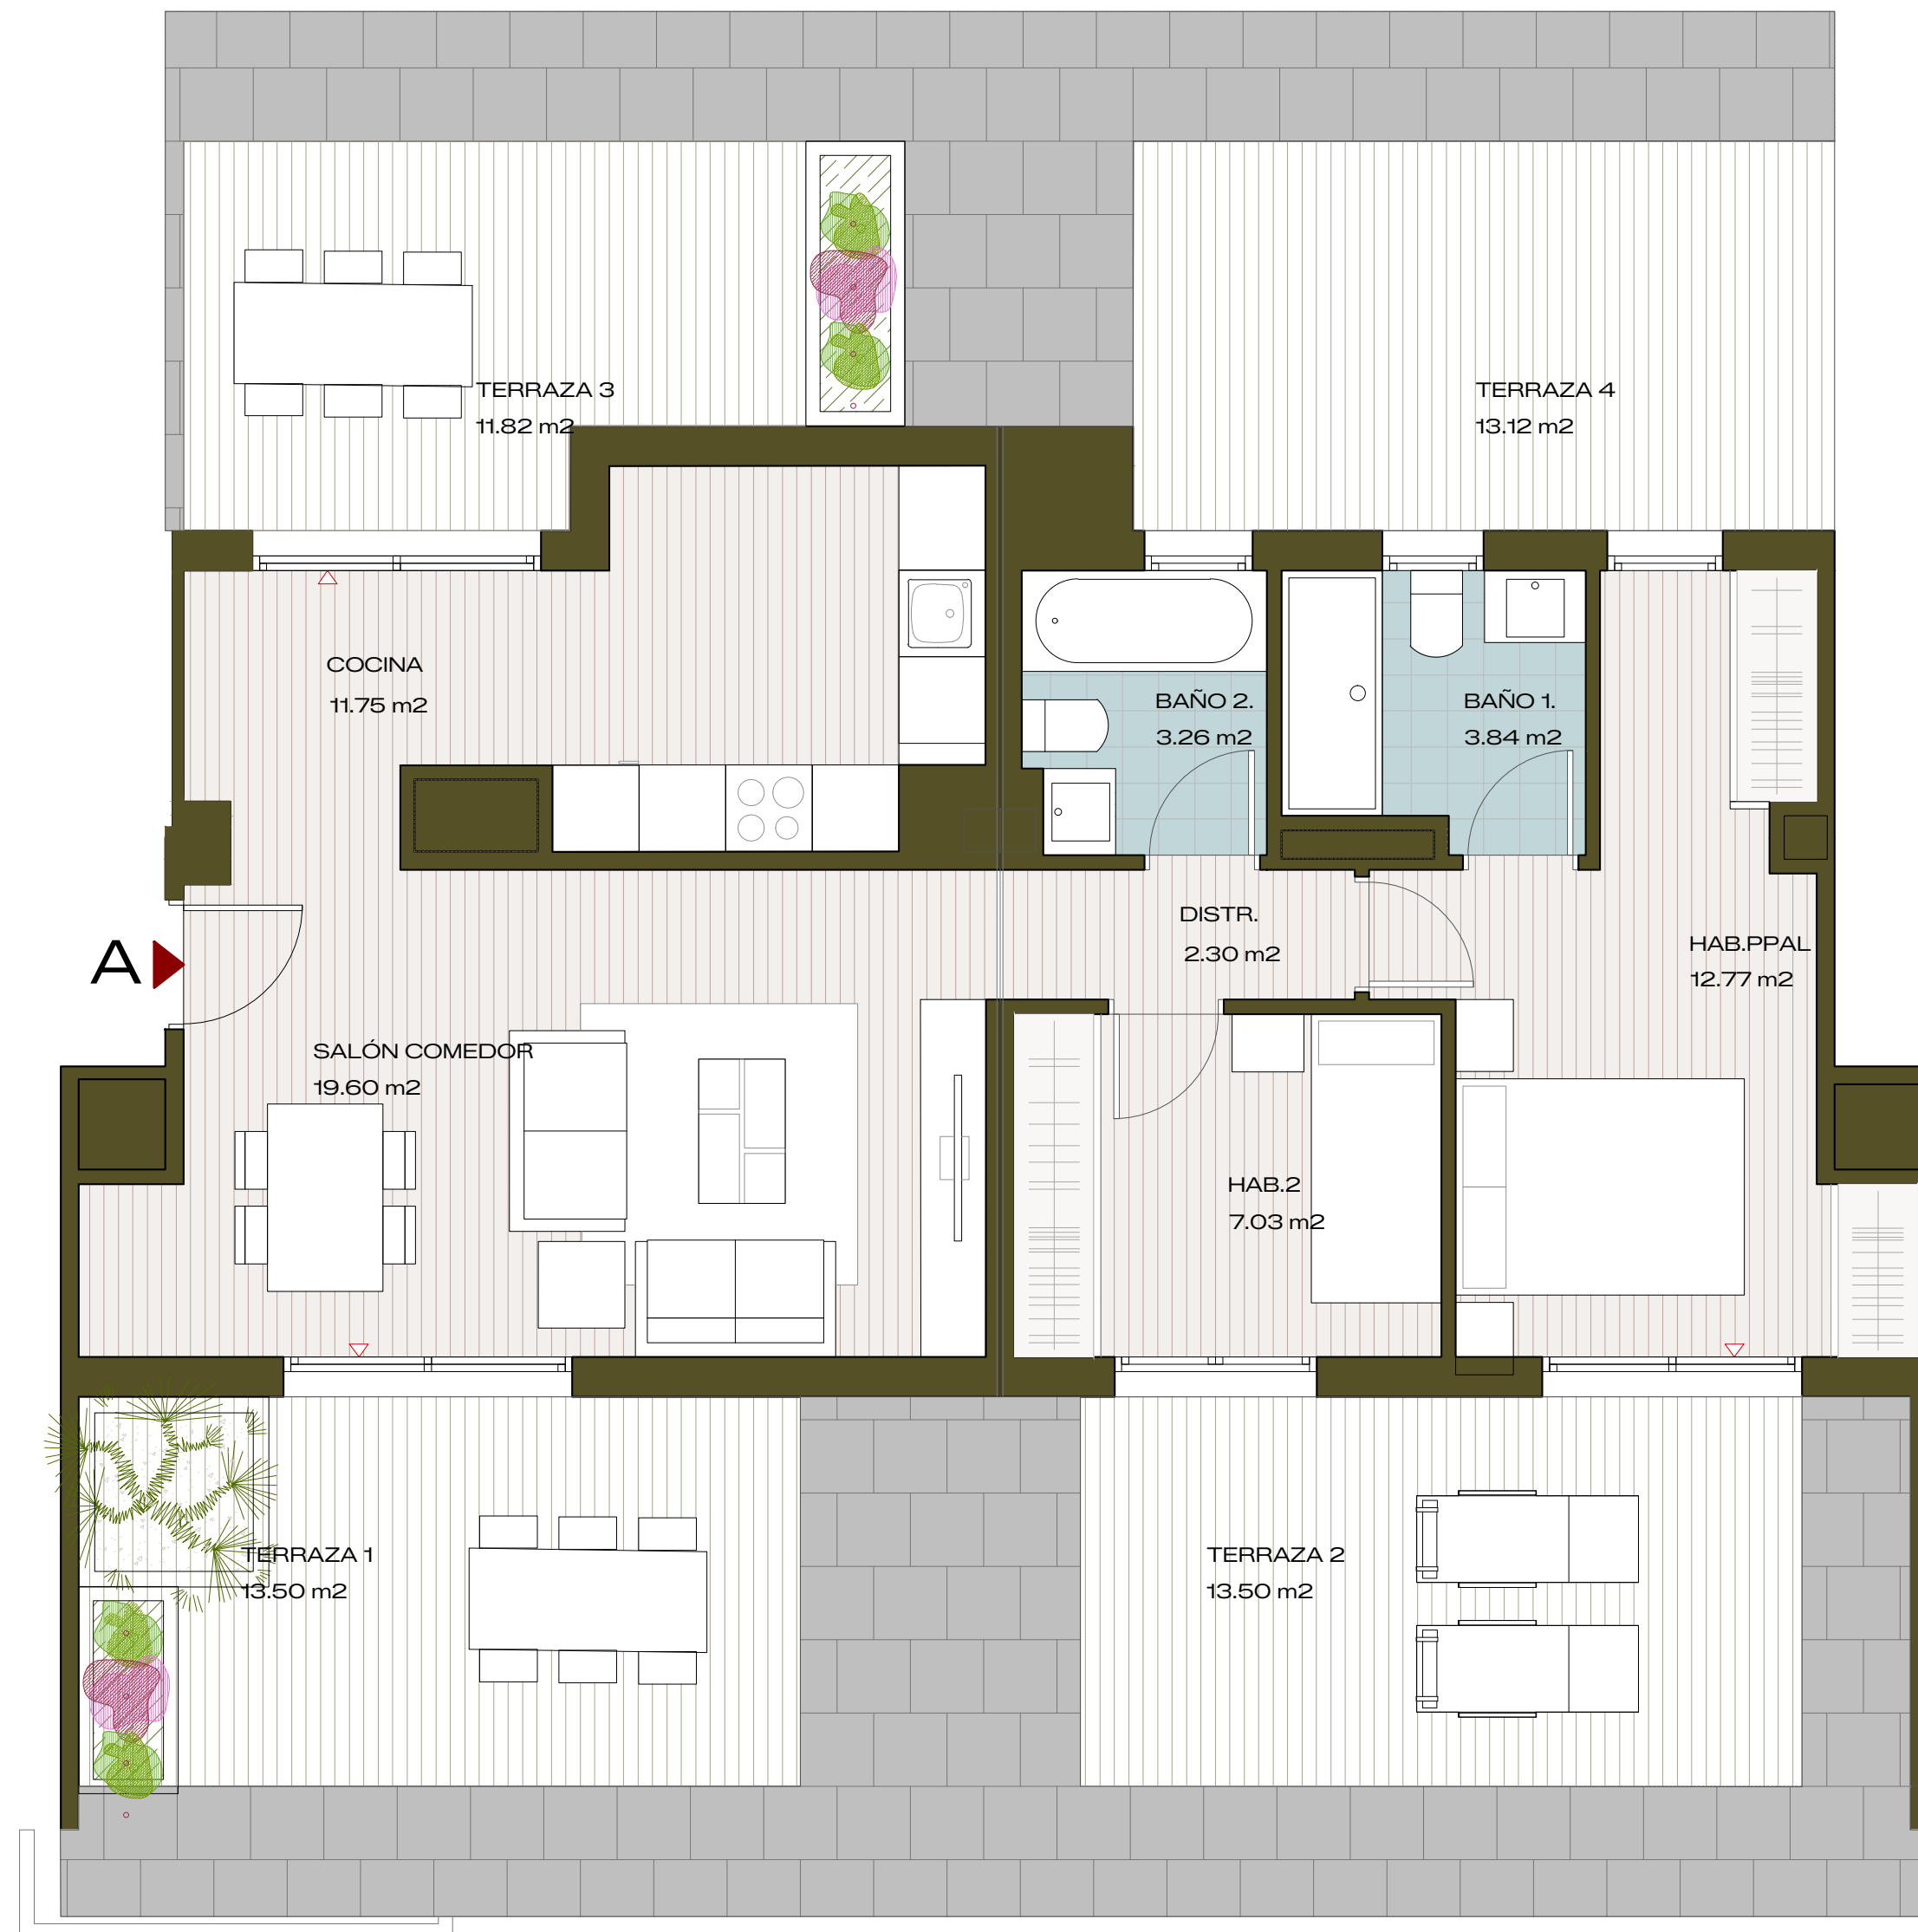 TERRAZA 3
11.82 m2
TERRAZA 4
13.12 m2
COCINA
11.75 m2
BAÑO 2.
3.26 m2
BAÑO 1.
3.84 m2
DISTR.
2.30 m2
HAB.PPAL
12.77 m2
A
SALÓN COMEDOR
19.60 m2
HAB.2
7.03 m2
TERRAZA 1
13.50 m2
TERRAZA 2
13.50 m2